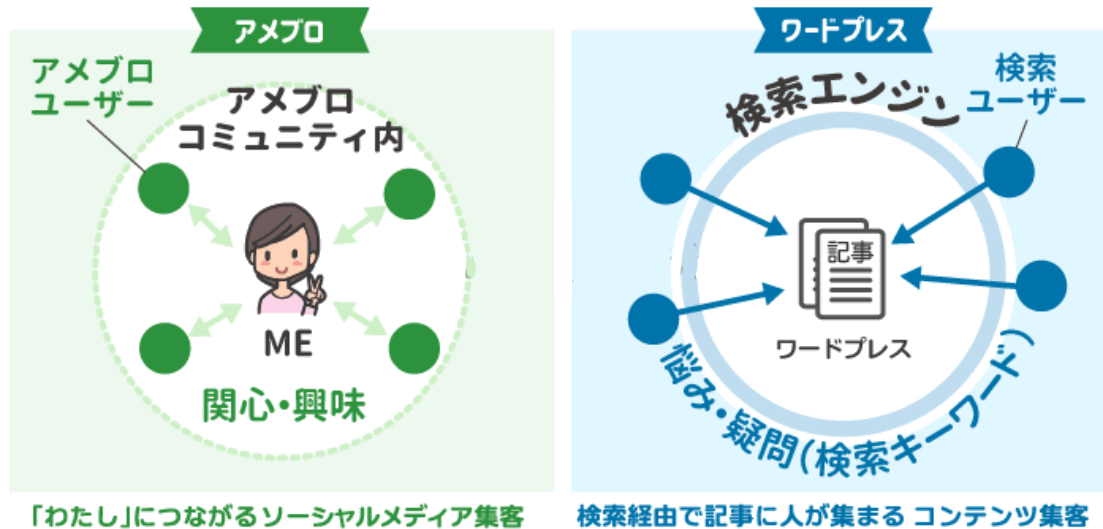 アメブロ
アメブロ
ユーザー
アメブロ
コミュニティ内
ME
関心・興味
「わたし」につながるソーシャルメディア集客
ワードプレス
検索エンジン
検索
ユーザー
記事
ワードプレス
悩み・疑問(検索キーワード)
検索経由で記事に人が集まる コンテンツ集客